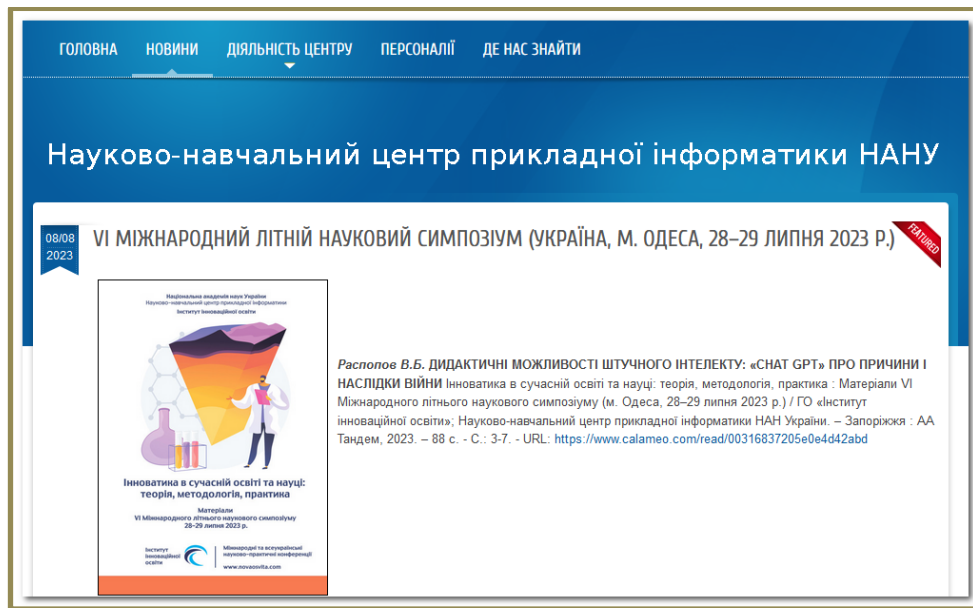 ГОЛОВНА НОВИНИ ДІЯЛЬНІСТЬ ЦЕНТРУ ПЕРСОНАЛІЇ ДЕ НАС ЗНАЙТИ
Науково-навчальний центр прикладної інформатики НАНУ
08/08
2023
VI МІЖНАРОДНИЙ ЛІТНІЙ НАУКОВИЙ СИМПОЗІУМ (УКРАЇНА, М. ОДЕСА, 28–29 ЛИПНЯ 2023 Р.)
FEATURED
Національна академія наук України
Науково-навчальний центр прикладної інформатики
Інститут інноваційної освіти
Інноватика в сучасній освіті та науці:
теорія, методологія, практика
Матеріали
VI Міжнародного літнього наукового симпозіуму
28-29 липня 2023 р.
Інститут
Інноваційної
освіти
Міжнародні та всеукраїнські
науково-практичні конференції
www.novaosvita.com
Распопов В.Б. ДИДАКТИЧНІ МОЖЛИВОСТІ ШТУЧНОГО ІНТЕЛЕКТУ: «CHAT GPT» ПРО ПРИЧИНИ І
НАСЛІДКИ ВІЙНИ Інноватика в сучасній освіті та науці: теорія, методологія, практика : Матеріали VI
Міжнародного літнього наукового симпозіуму (м. Одеса, 28–29 липня 2023 р.) / ГО «Інститут
інноваційної освіти»; Науково-навчальний центр прикладної інформатики НАН України. – Запоріжжя : АА
Тандем, 2023. – 88 с. - С.: 3-7. - URL: https://www.calameo.com/read/00316837205e0e4d42abd